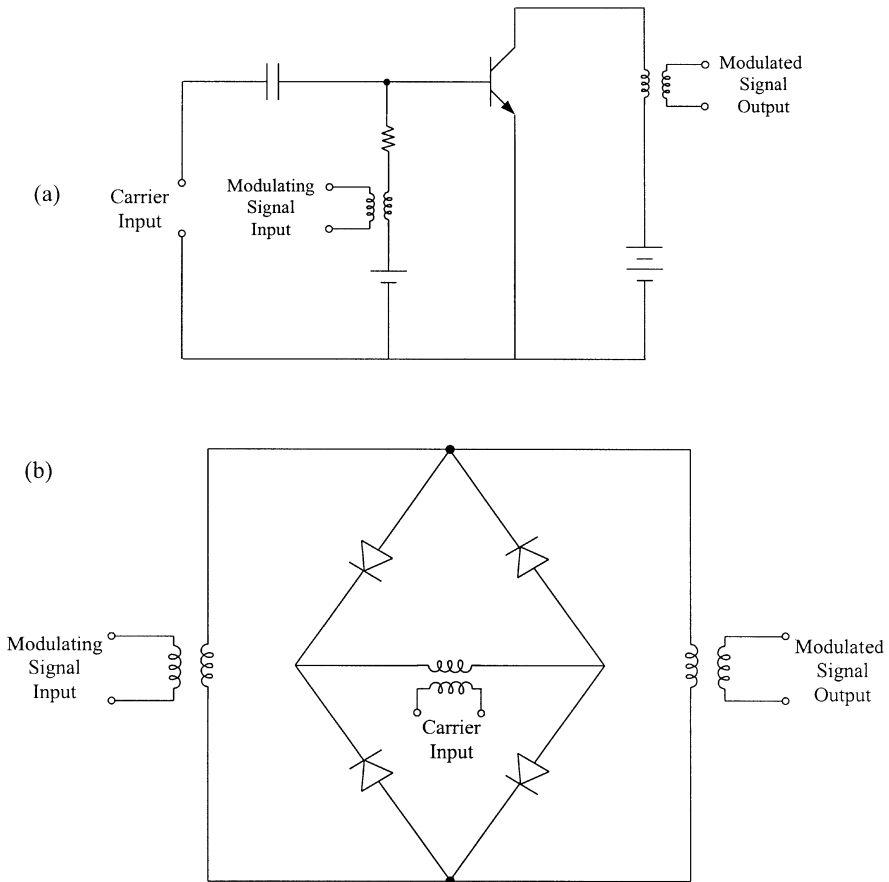 Modulated
Signal
Output
(a)
Carrier
Input
Modulating
Signal
Input
(b)
Modulating
Signal
Input
Carrier
Input
Modulated
Signal
Output